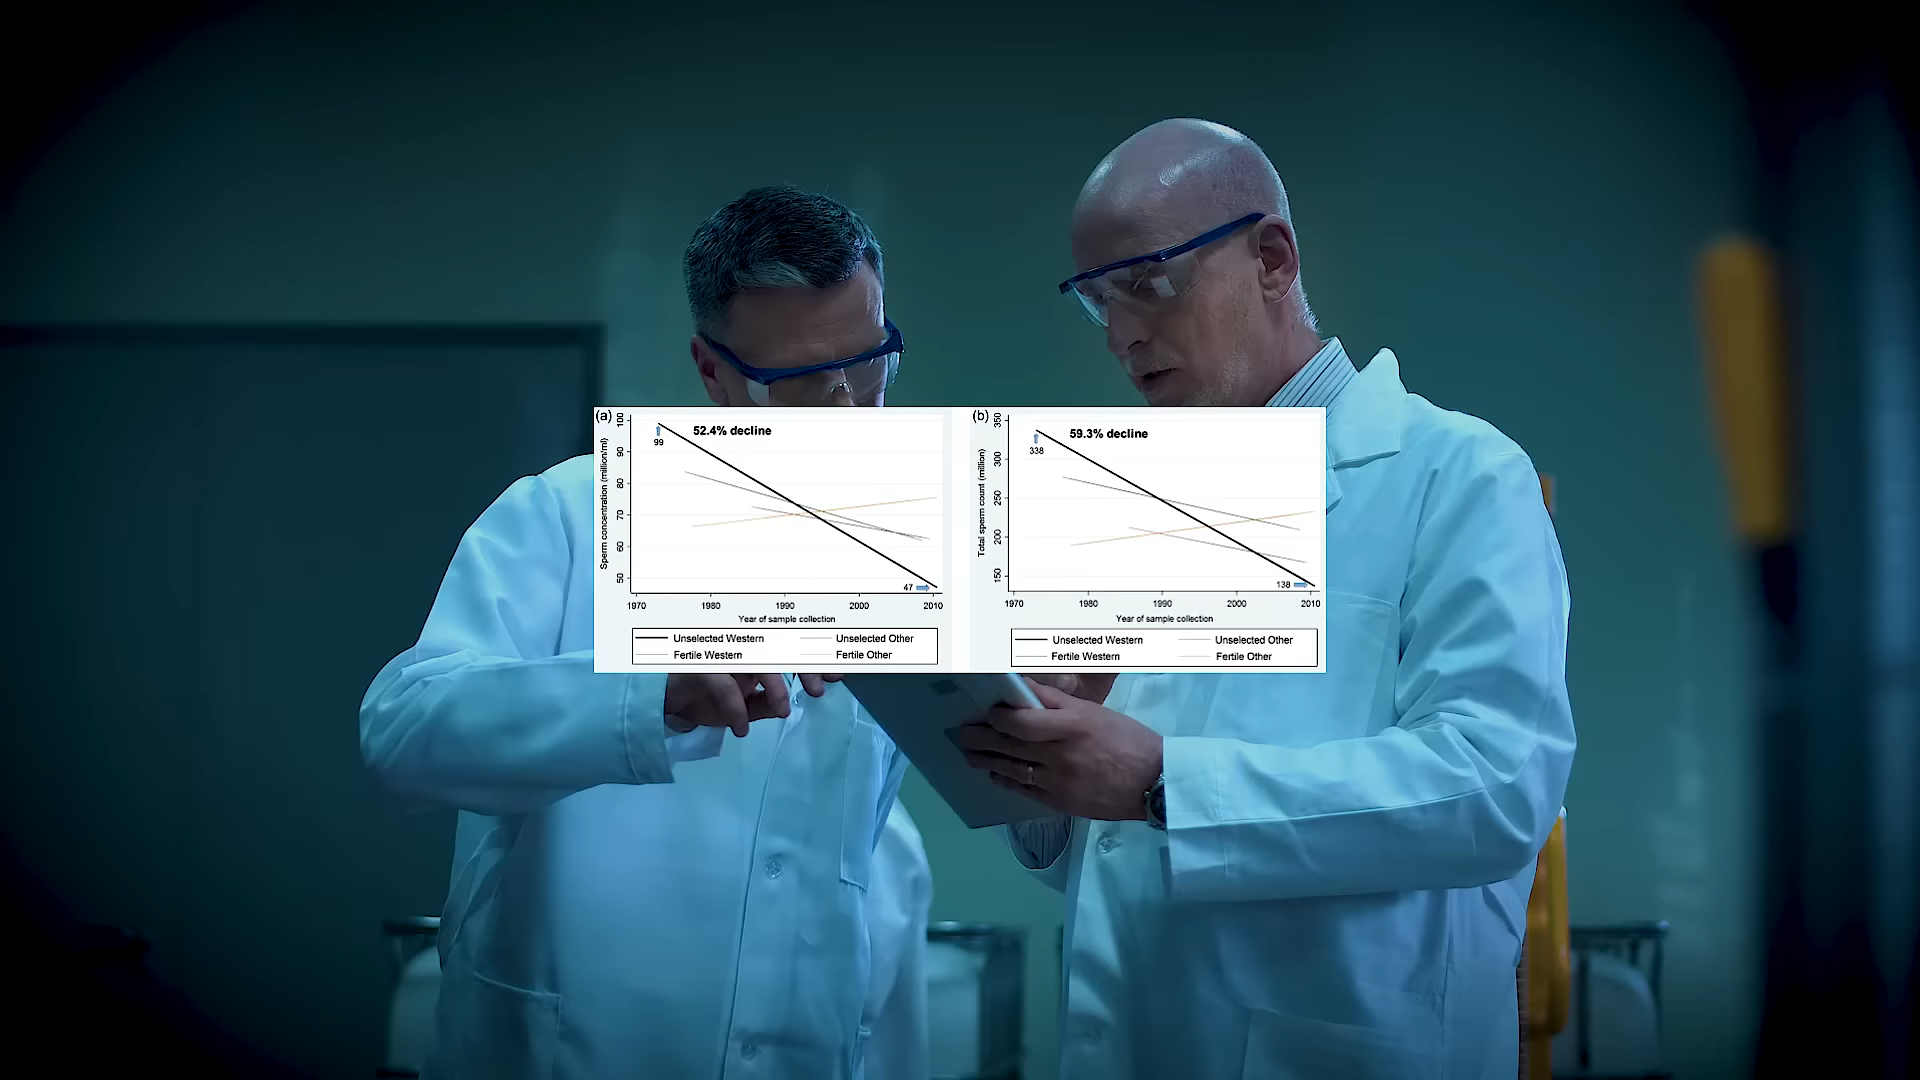 (a)
52.4% decline
99
47
Sperm concentration (million/ml)
100
90
80
70
60
50
1970 1980 1990 2000 2010
Year of sample collection
Unselected Western Unselected Other
Fertile Western Fertile Other
(b)
59.3% decline
338
138
Total sperm count (million)
350
300
250
200
150
1970 1980 1990 2000 2010
Year of sample collection
Unselected Western Unselected Other
Fertile Western Fertile Other